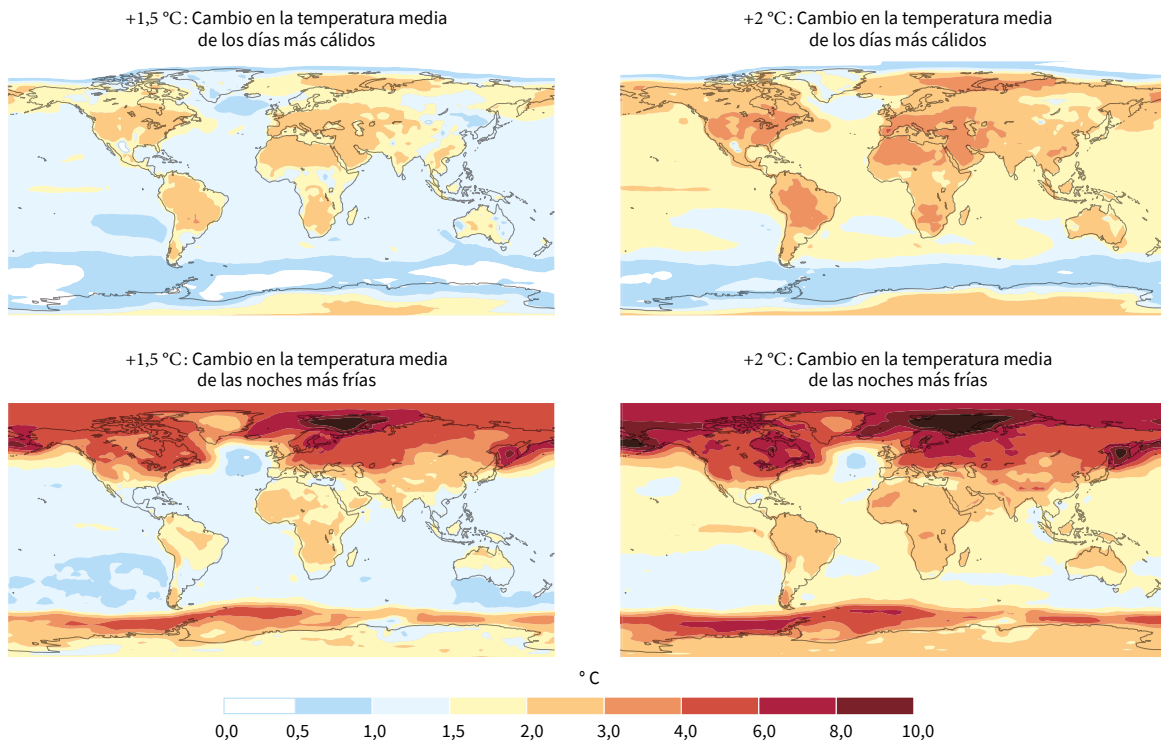 +1,5 °C: Cambio en la temperatura media
de los días más cálidos
+2 °C: Cambio en la temperatura media
de los días más cálidos
+1,5 °C: Cambio en la temperatura media
de las noches más frías
+2 °C: Cambio en la temperatura media
de las noches más frías
° C
0,0 0,5 1,0 1,5 2,0 3,0 4,0 6,0 8,0 10,0